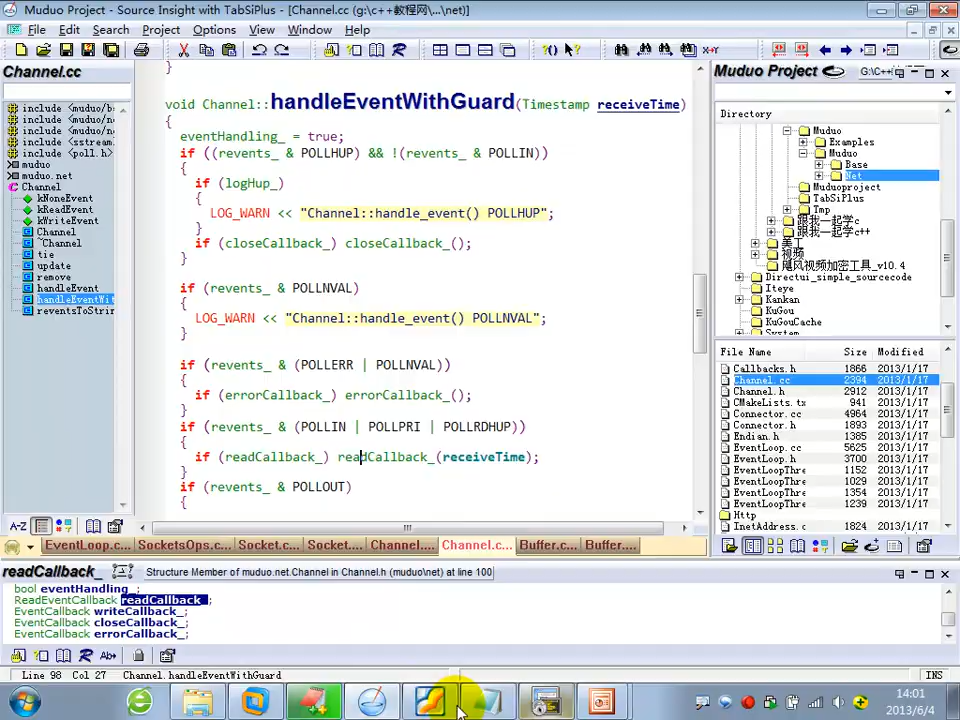 Muduo Project - Source Insight with TabSiPlus - [Channel.cc (g:\c++教程网\...\net)]
File Edit Search Project Options View Window Help
Channel.cc
include <muduo/b
include <muduo/n
include <muduo/n
include <sstream
include <poll.h>
muduo
muduo.net
Channel
kNoneEvent
kReadEvent
kWriteEvent
Channel
~Channel
tie
update
remove
handleEvent
handleEventWit
reventsToStrin
}
void Channel::handleEventWithGuard(Timestamp receiveTime)
{
eventHandling_ = true;
if ((revents_ & POLLHUP) && !(revents_ & POLLIN))
{
if (logHup_)
{
LOG_WARN << "Channel::handle_event() POLLHUP";
}
if (closeCallback_) closeCallback_();
}
if (revents_ & POLLNVAL)
{
LOG_WARN << "Channel::handle_event() POLLNVAL";
}
if (revents_ & (POLLERR | POLLNVAL))
{
if (errorCallback_) errorCallback_();
}
if (revents_ & (POLLIN | POLLPRI | POLLRDHUP))
{
if (readCallback_) readCallback_(receiveTime);
}
if (revents_ & POLLOUT)
{
Muduo Project
Directory
Muduo
Examples
Muduo
Base
Net
Muduoproject
TabSiPlus
Tmp
跟我一起学c
跟我一起学c++
美工
视频
飓风视频加密工具_v10.4
Directui_simple_sourcecode
Iteye
Kankan
KuGou
KuGouCache
System
File Name Size Modified
Callbacks.h 1866 2013/1/17
Channel.cc 2394 2013/1/17
Channel.h 2912 2013/1/17
CMakeLists.tx 941 2013/1/17
Connector.cc 4964 2013/1/17
Connector.h 1893 2013/1/17
Endian.h 1385 2013/1/17
EventLoop.cc 5625 2013/1/17
EventLoop.h 3700 2013/1/17
EventLoopThre 1152 2013/1/17
EventLoopThre 1354 2013/1/17
EventLoopThre 1239 2013/1/17
Http
InetAddress.c 1824 2013/1/17
A-Z
EventLoop.c... SocketsOps.c... Socket.c... Socket.... Channel.... Channel.c... Buffer.c... Buffer....
readCallback_ Structure Member of muduo.net.Channel in Channel.h (muduo\net) at line 100
bool eventHandling_;
ReadEventCallback readCallback_;
EventCallback writeCallback_;
EventCallback closeCallback_;
EventCallback errorCallback_;
Line 98 Col 27 Channel.handleEventWithGuard INS
14:01
2013/6/4